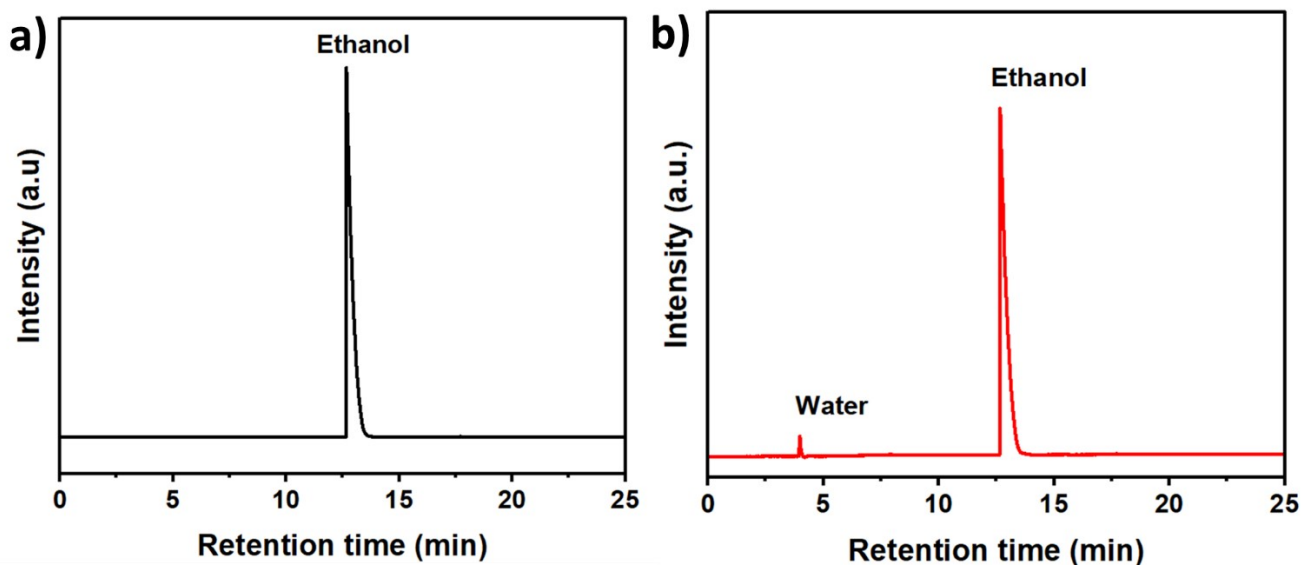 a)
Ethanol
Intensity (a.u)
0 5 10 15 20 25
Retention time (min)
b)
Ethanol
Water
Intensity (a.u.)
0 5 10 15 20 25
Retention time (min)